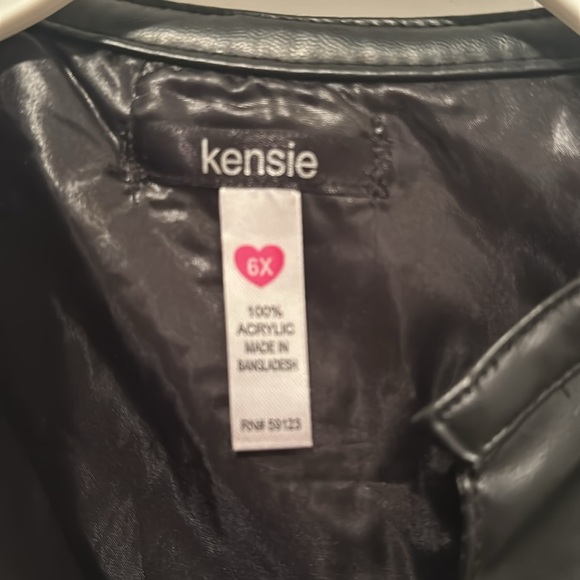 kensie
6X
100%
ACRYLIC
MADE IN
BANGLADESH
RN# 59123